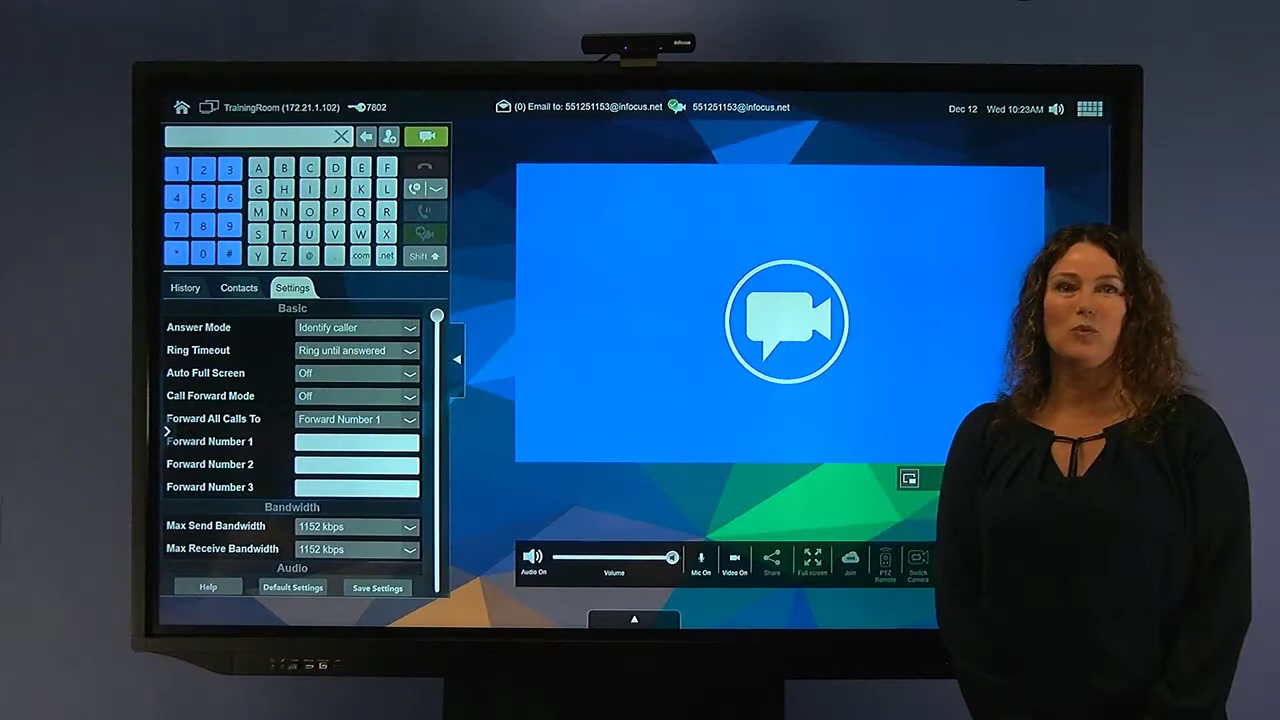 InFocus
TrainingRoom (172.21.1.102) 7802
(0) Email to: 551251153@infocus.net 551251153@infocus.net
Dec 12 Wed 10:23AM
1 2 3 A B C D E F
4 5 6 G H I J K L
M N O P Q R
7 8 9 S T U V W X
* 0 # Y Z @ . .com .net Shift
History Contacts Settings
Basic
Answer Mode Identify caller
Ring Timeout Ring until answered
Auto Full Screen Off
Call Forward Mode Off
Forward All Calls To Forward Number 1
Forward Number 1
Forward Number 2
Forward Number 3
Bandwidth
Max Send Bandwidth 1152 kbps
Max Receive Bandwidth 1152 kbps
Audio
Help Default Settings Save Settings
Audio On Volume Mic On Video On Share Full screen Join PTZ Remote Switch Camera